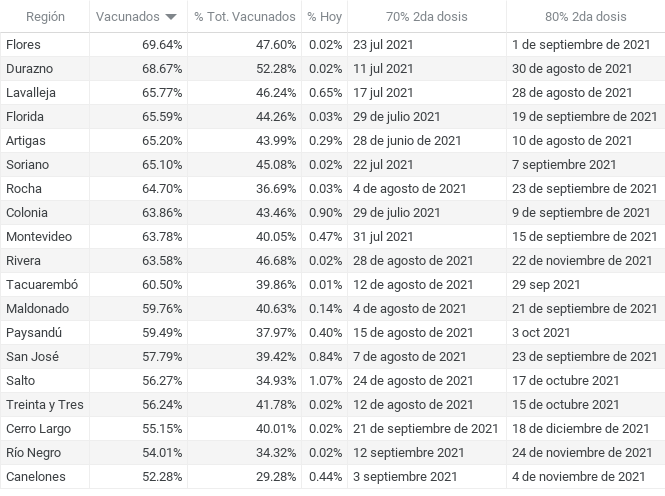 Región Vacunados % Tot. Vacunados % Hoy 70% 2da dosis 80% 2da dosis
Flores 69.64% 47.60% 0.02% 23 jul 2021 1 de septiembre de 2021
Durazno 68.67% 52.28% 0.02% 11 jul 2021 30 de agosto de 2021
Lavalleja 65.77% 46.24% 0.65% 17 jul 2021 28 de agosto de 2021
Florida 65.59% 44.26% 0.03% 29 de julio 2021 19 de septiembre de 2021
Artigas 65.20% 43.99% 0.29% 28 de junio de 2021 10 de agosto de 2021
Soriano 65.10% 45.08% 0.02% 22 jul 2021 7 septiembre 2021
Rocha 64.70% 36.69% 0.03% 4 de agosto de 2021 23 de septiembre de 2021
Colonia 63.86% 43.46% 0.90% 29 de julio 2021 9 de septiembre de 2021
Montevideo 63.78% 40.05% 0.47% 31 jul 2021 15 de septiembre de 2021
Rivera 63.58% 46.68% 0.02% 28 de agosto de 2021 22 de noviembre de 2021
Tacuarembó 60.50% 39.86% 0.01% 12 de agosto de 2021 29 sep 2021
Maldonado 59.76% 40.63% 0.14% 4 de agosto de 2021 21 de septiembre de 2021
Paysandú 59.49% 37.97% 0.40% 15 de agosto de 2021 3 oct 2021
San José 57.79% 39.42% 0.84% 7 de agosto de 2021 23 de septiembre de 2021
Salto 56.27% 34.93% 1.07% 24 de agosto de 2021 17 de octubre 2021
Treinta y Tres 56.24% 41.78% 0.02% 12 de agosto de 2021 15 de octubre 2021
Cerro Largo 55.15% 40.01% 0.02% 21 de septiembre de 2021 18 de diciembre de 2021
Río Negro 54.01% 34.32% 0.02% 12 septiembre 2021 24 de noviembre de 2021
Canelones 52.28% 29.28% 0.44% 3 septiembre 2021 4 de noviembre de 2021